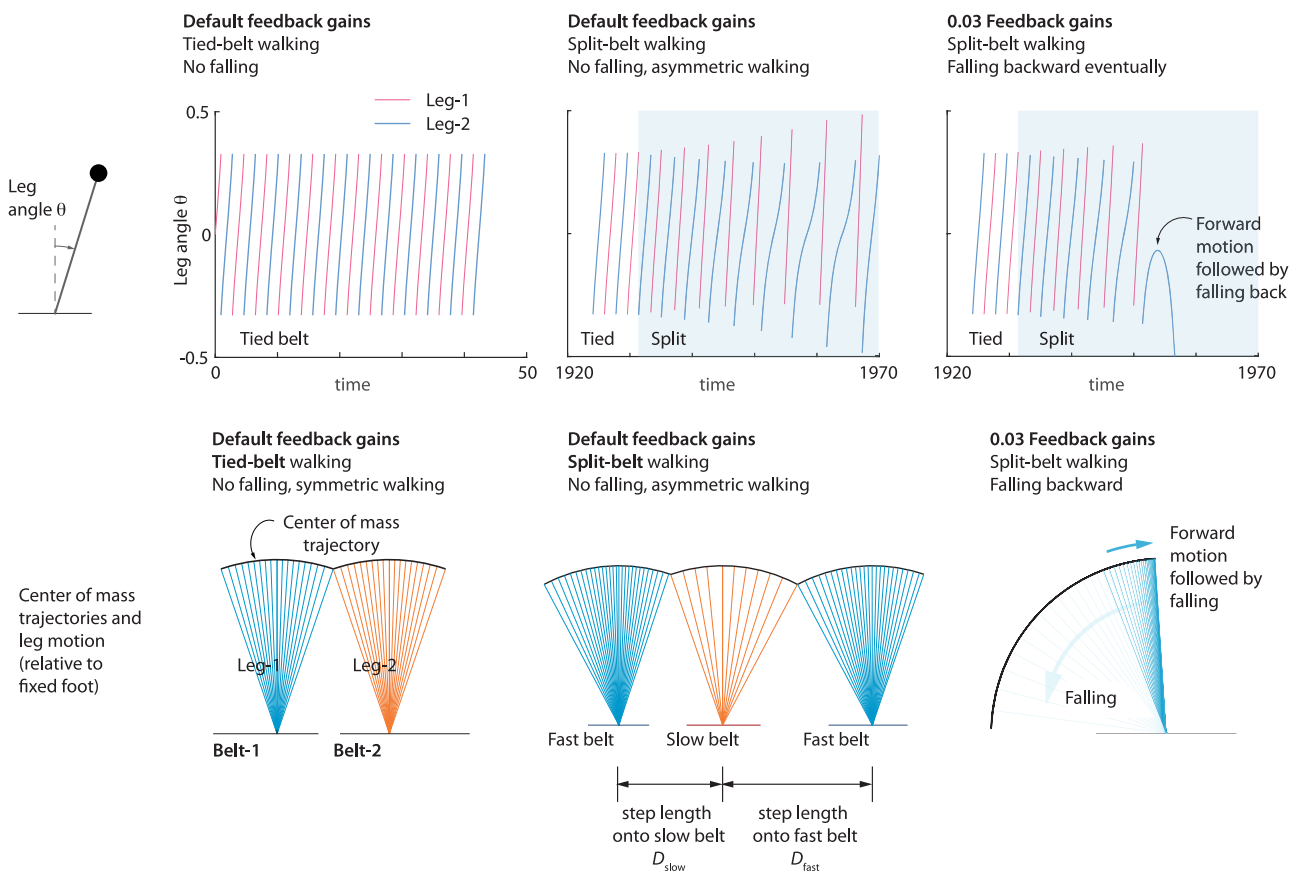 Default feedback gains
Tied-belt walking
No falling
Default feedback gains
Split-belt walking
No falling, asymmetric walking
0.03 Feedback gains
Split-belt walking
Falling backward eventually
Leg
angle θ
Leg angle θ
0.5
0
-0.5
Leg-1
Leg-2
Tied belt
0
time
50
Tied
Split
1920
time
1970
Forward
motion
followed by
falling back
Tied
Split
1920
time
1970
Default feedback gains
Tied-belt walking
No falling, symmetric walking
Default feedback gains
Split-belt walking
No falling, asymmetric walking
0.03 Feedback gains
Split-belt walking
Falling backward
Center of mass
trajectories and
leg motion
(relative to
fixed foot)
Center of mass
trajectory
Leg-1
Leg-2
Belt-1
Belt-2
Fast belt
Slow belt
Fast belt
step length
onto slow belt
Dslow
step length
onto fast belt
Dfast
Forward
motion
followed by
falling
Falling